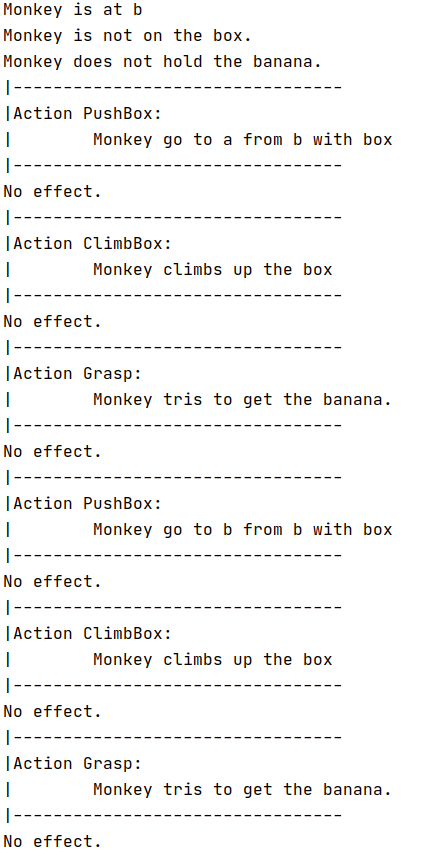 Monkey is at b
Monkey is not on the box.
Monkey does not hold the banana.
|---------------------------------
|Action PushBox:
|        Monkey go to a from b with box
|---------------------------------
No effect.
|---------------------------------
|Action ClimbBox:
|        Monkey climbs up the box
|---------------------------------
No effect.
|---------------------------------
|Action Grasp:
|        Monkey tris to get the banana.
|---------------------------------
No effect.
|---------------------------------
|Action PushBox:
|        Monkey go to b from b with box
|---------------------------------
No effect.
|---------------------------------
|Action ClimbBox:
|        Monkey climbs up the box
|---------------------------------
No effect.
|---------------------------------
|Action Grasp:
|        Monkey tris to get the banana.
|---------------------------------
No effect.